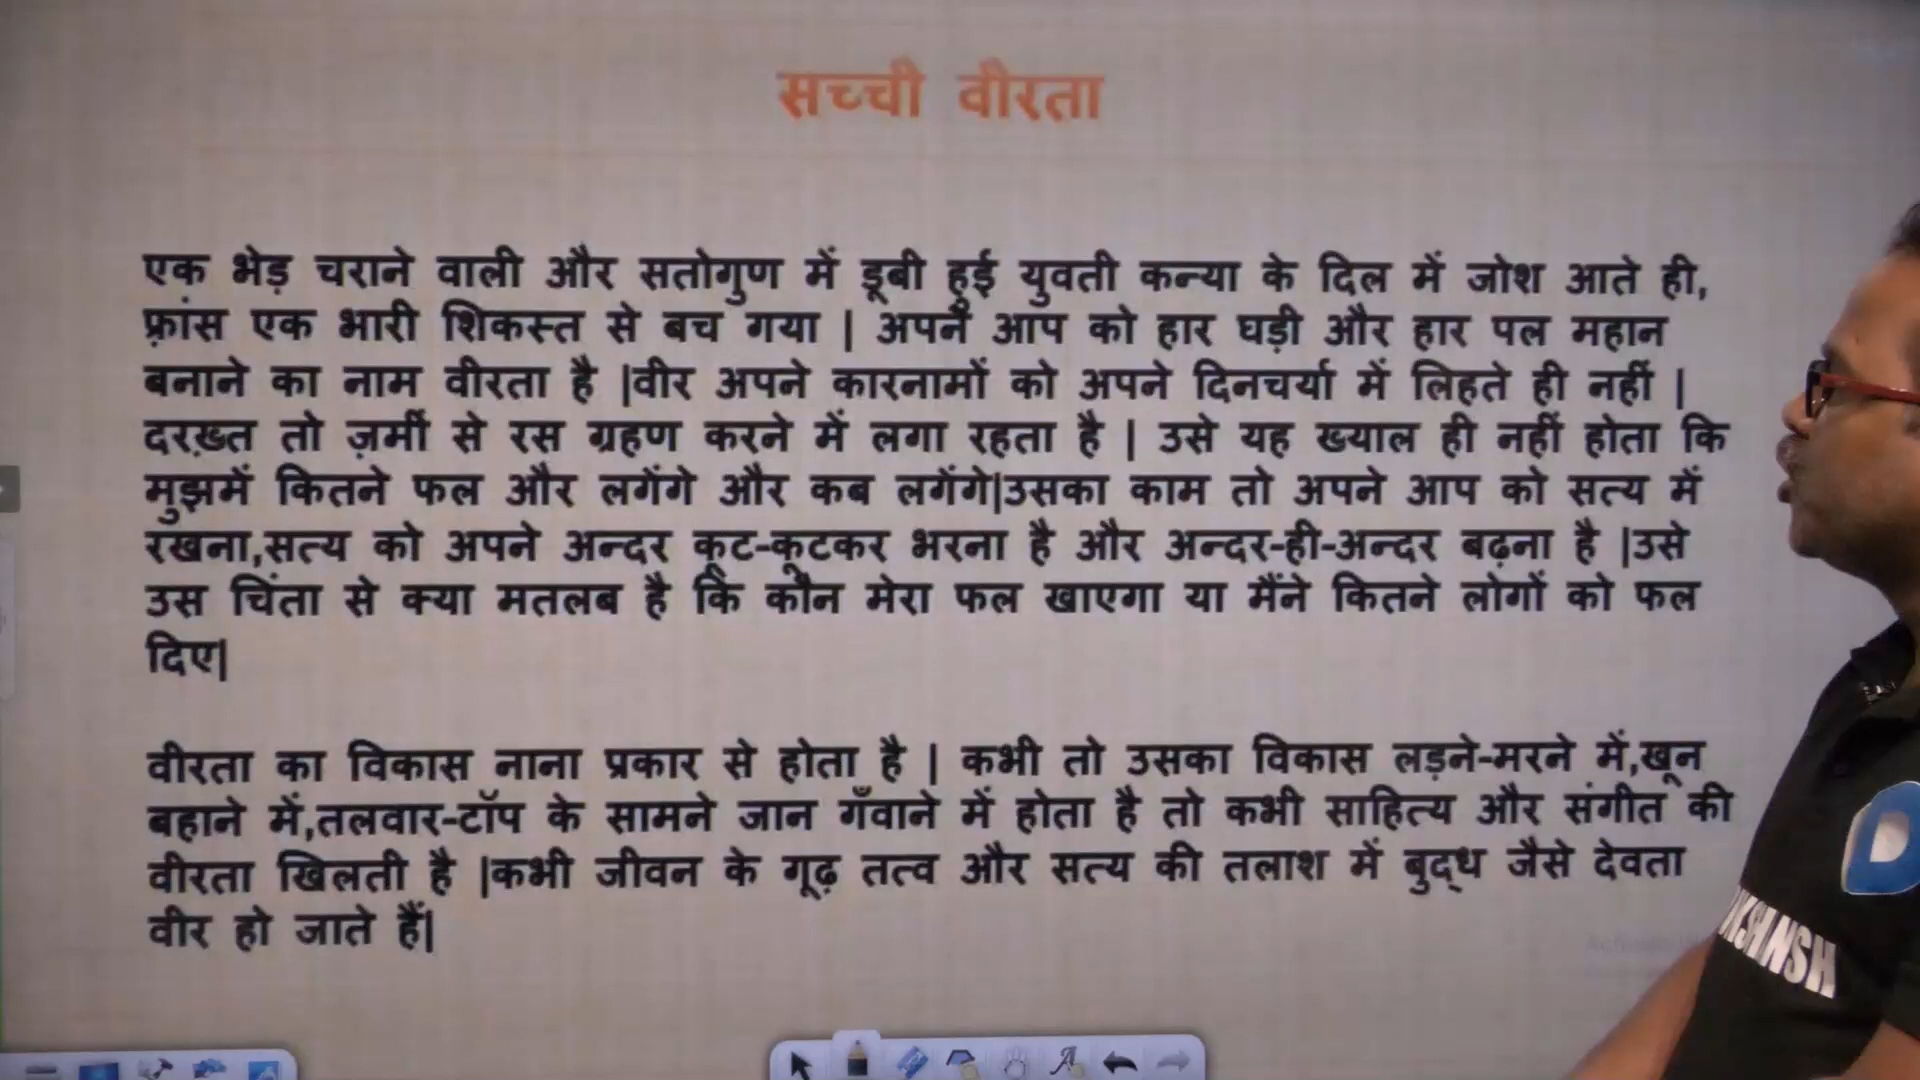 सच्ची वीरता
एक भेड़ चराने वाली और सतोगुण में डूबी हुई युवती कन्या के दिल में जोश आते ही,
फ़्रांस एक भारी शिकस्त से बच गया | अपने आप को हार घड़ी और हार पल महान
बनाने का नाम वीरता है |वीर अपने कारनामों को अपने दिनचर्या में लिहते ही नहीं |
दरख़्त तो ज़मीं से रस ग्रहण करने में लगा रहता है | उसे यह ख्याल ही नहीं होता कि
मुझमें कितने फल और लगेंगे और कब लगेंगे|उसका काम तो अपने आप को सत्य में
रखना,सत्य को अपने अन्दर कूट-कूटकर भरना है और अन्दर-ही-अन्दर बढ़ना है |उसे
उस चिंता से क्या मतलब है कि कौन मेरा फल खाएगा या मैंने कितने लोगों को फल
दिए|
वीरता का विकास नाना प्रकार से होता है | कभी तो उसका विकास लड़ने-मरने में,खून
बहाने में,तलवार-टॉप के सामने जान गँवाने में होता है तो कभी साहित्य और संगीत की
वीरता खिलती है |कभी जीवन के गूढ़ तत्व और सत्य की तलाश में बुद्ध जैसे देवता
वीर हो जाते हैं|
KSHANSH